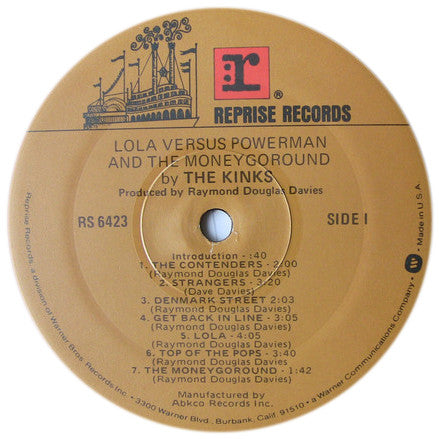 r
®
REPRISE RECORDS
LOLA VERSUS POWERMAN
AND THE MONEYGOROUND
by THE KINKS
Produced by Raymond Douglas Davies
RS 6423
SIDE I
Introduction - :40
1. THE CONTENDERS - 2:00
(Raymond Douglas Davies)
2. STRANGERS - 3:20
(Dave Davies)
3. DENMARK STREET 2:03
(Raymond Douglas Davies)
4. GET BACK IN LINE - 3:05
(Raymond Douglas Davies)
5. LOLA - 4:05
(Raymond Douglas Davies)
6. TOP OF THE POPS - 3:40
(Raymond Douglas Davies)
7. THE MONEYGOROUND - 1:42
(Raymond Douglas Davies)
Manufactured by
Abkco Records Inc.
Reprise Records, a division of Warner Bros. Records Inc. • 3300 Warner Blvd., Burbank, Calif. 91510 • a Warner Communications Company • W • Made in U.S.A.